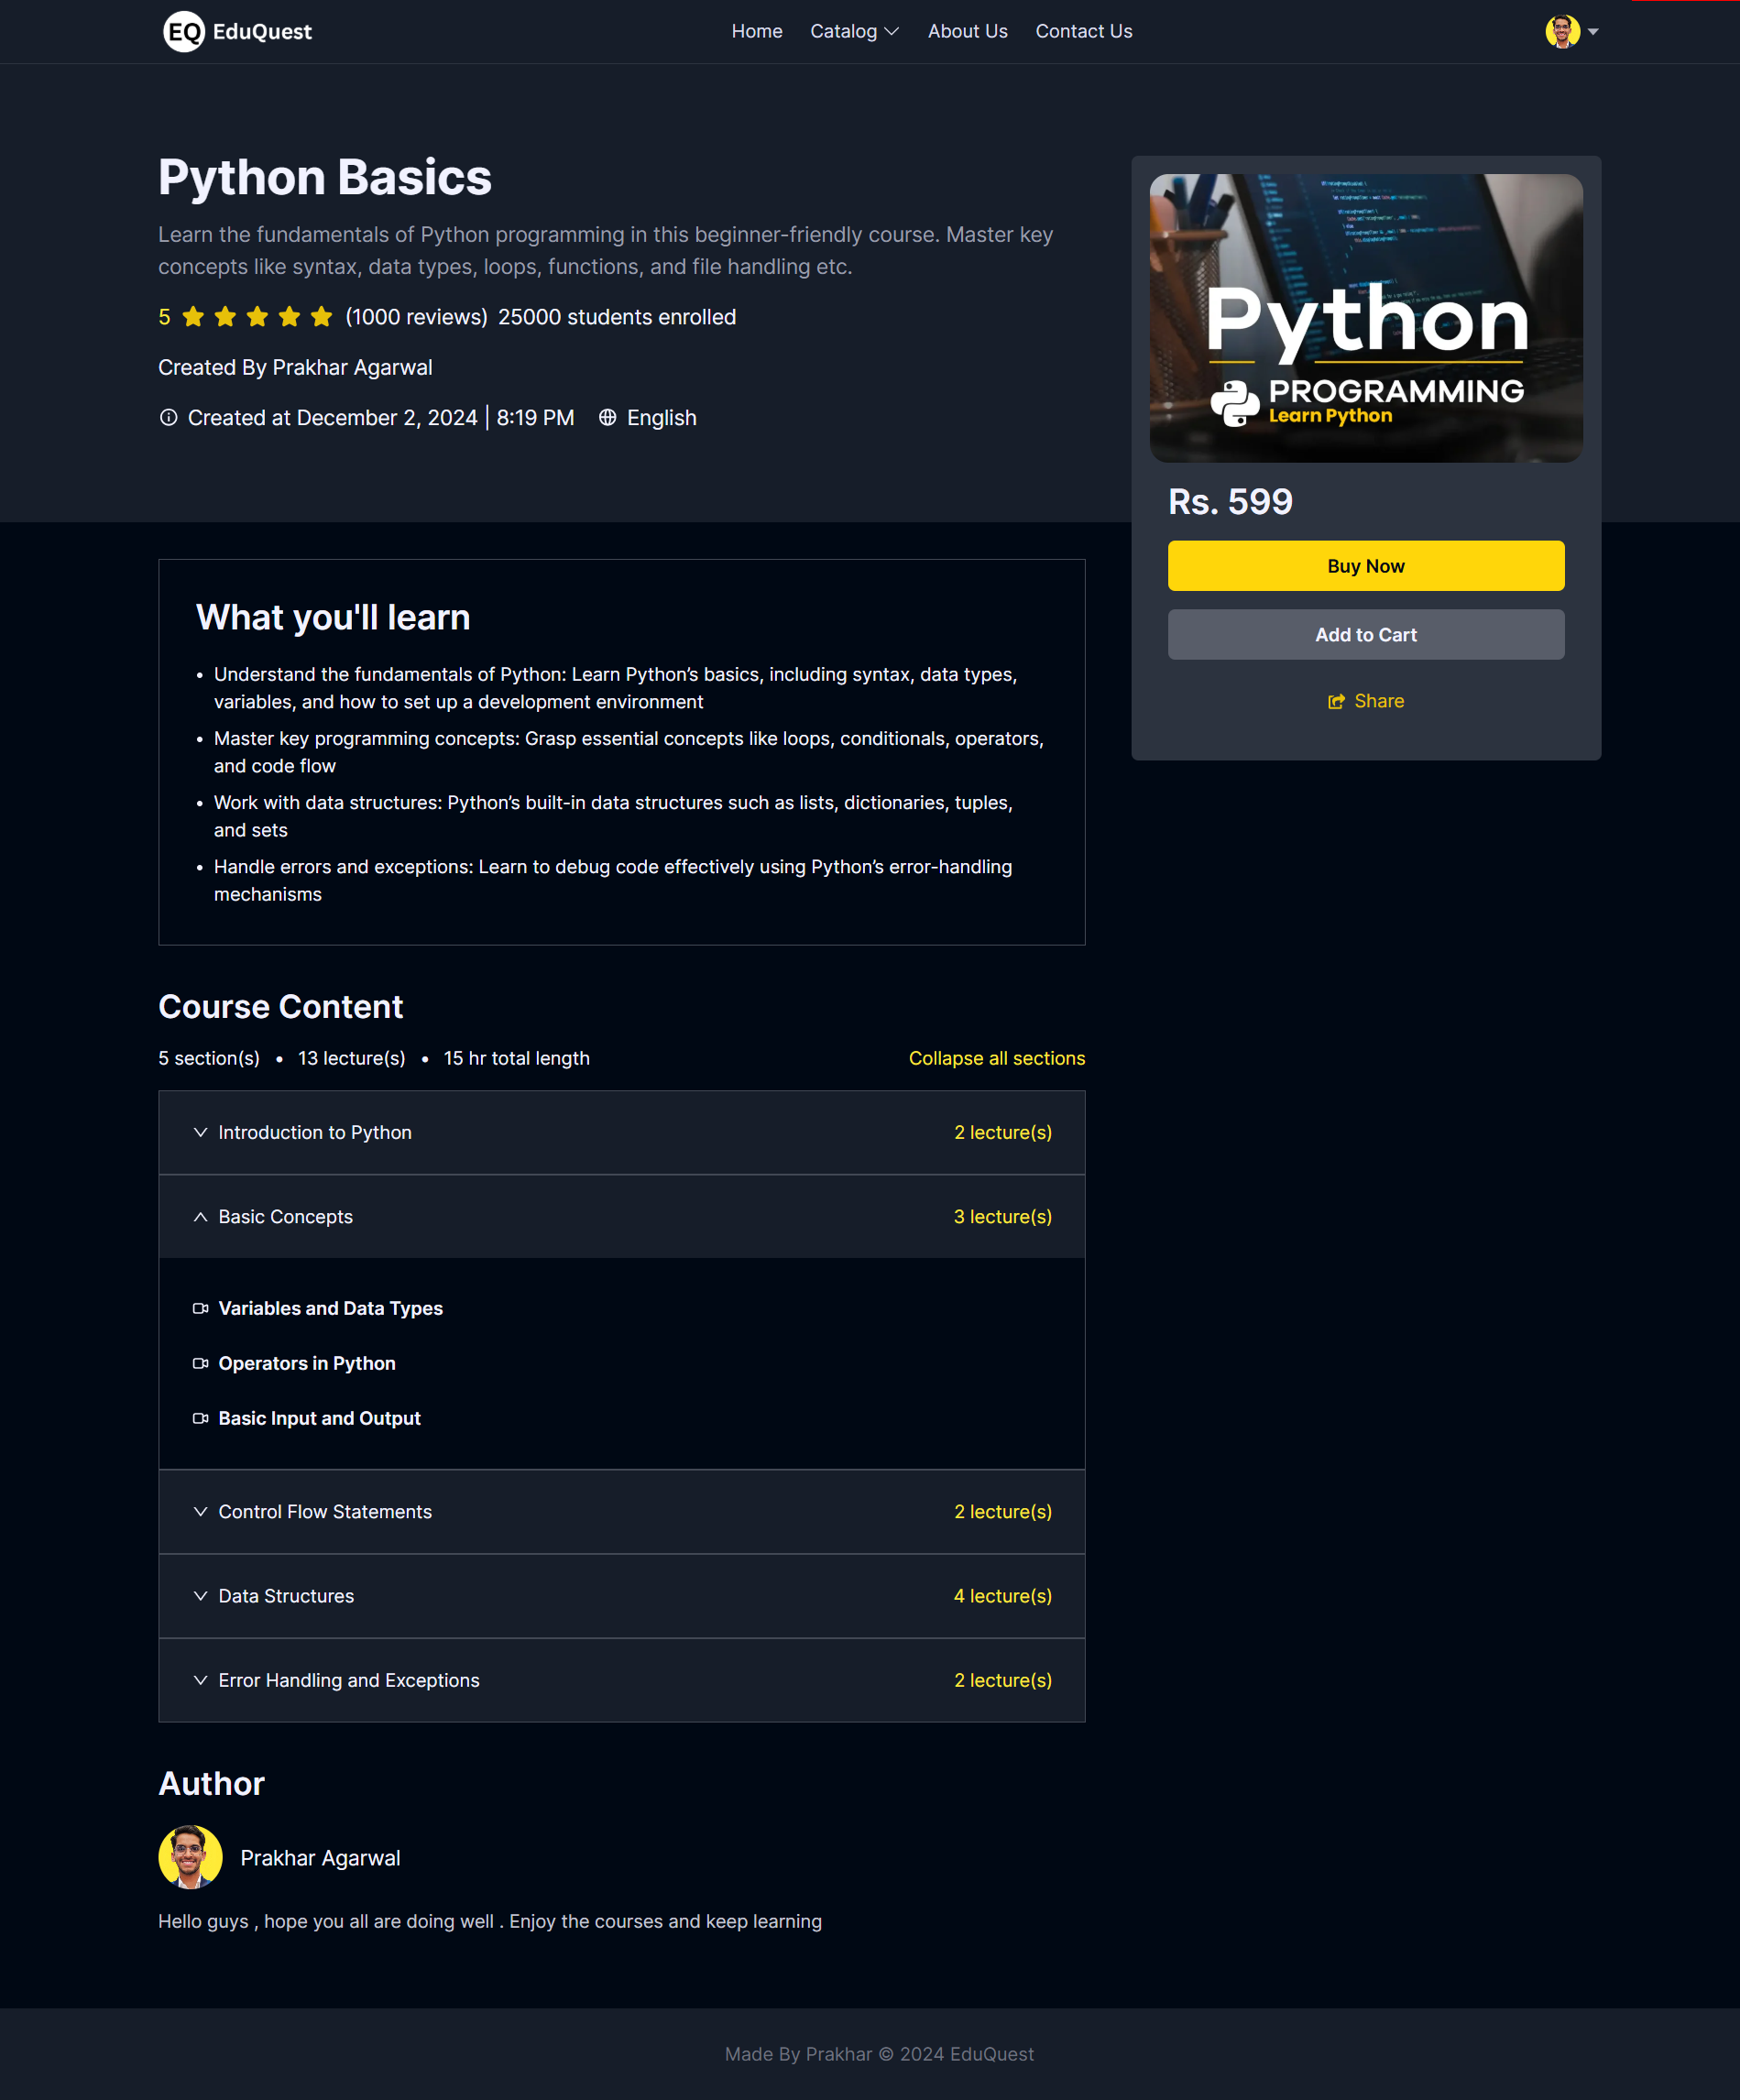 EQ EduQuest
Home Catalog About Us Contact Us
Python Basics
Learn the fundamentals of Python programming in this beginner-friendly course. Master key
concepts like syntax, data types, loops, functions, and file handling etc.
5 (1000 reviews) 25000 students enrolled
Created By Prakhar Agarwal
Created at December 2, 2024 | 8:19 PM English
Python
PROGRAMMING
Learn Python
Rs. 599
Buy Now
Add to Cart
Share
What you'll learn
• Understand the fundamentals of Python: Learn Python’s basics, including syntax, data types,
variables, and how to set up a development environment
• Master key programming concepts: Grasp essential concepts like loops, conditionals, operators,
and code flow
• Work with data structures: Python’s built-in data structures such as lists, dictionaries, tuples,
and sets
• Handle errors and exceptions: Learn to debug code effectively using Python’s error-handling
mechanisms
Course Content
5 section(s) • 13 lecture(s) • 15 hr total length Collapse all sections
Introduction to Python 2 lecture(s)
Basic Concepts 3 lecture(s)
Variables and Data Types
Operators in Python
Basic Input and Output
Control Flow Statements 2 lecture(s)
Data Structures 4 lecture(s)
Error Handling and Exceptions 2 lecture(s)
Author
Prakhar Agarwal
Hello guys , hope you all are doing well . Enjoy the courses and keep learning
Made By Prakhar © 2024 EduQuest